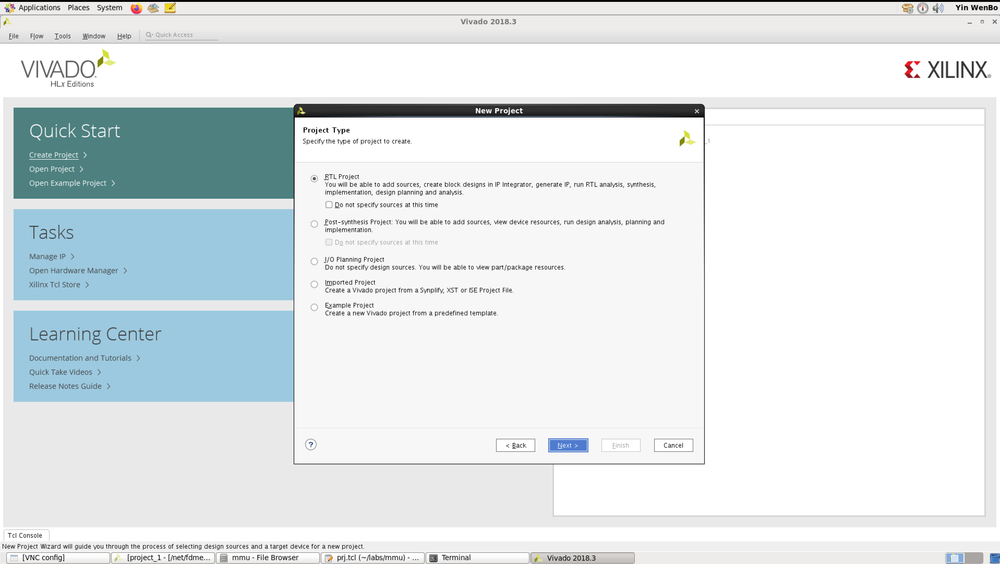 Applications Places System Yin WenBo
Vivado 2018.3
File Flow Tools Window Help Quick Access
VIVADO.
HLx Editions
XILINX®
Quick Start
Create Project
Open Project
Open Example Project
Tasks
Manage IP
Open Hardware Manager
Xilinx Tcl Store
Learning Center
Documentation and Tutorials
Quick Take Videos
Release Notes Guide
New Project
Project Type
Specify the type of project to create.
_1
RTL Project
You will be able to add sources, create block designs in IP Integrator, generate IP, run RTL analysis, synthesis,
implementation, design planning and analysis.
Do not specify sources at this time
Post-synthesis Project: You will be able to add sources, view device resources, run design analysis, planning and
implementation.
Do not specify sources at this time
I/O Planning Project
Do not specify design sources. You will be able to view part/package resources.
Imported Project
Create a Vivado project from a Synplify, XST or ISE Project File.
Example Project
Create a new Vivado project from a predefined template.
? < Back Next > Finish Cancel
Tcl Console
New Project Wizard will guide you through the process of selecting design sources and a target device for a new project.
[VNC config] [project_1 - [/net/fdme... mmu - File Browser prj.tcl (~/labs/mmu) - ... Terminal Vivado 2018.3